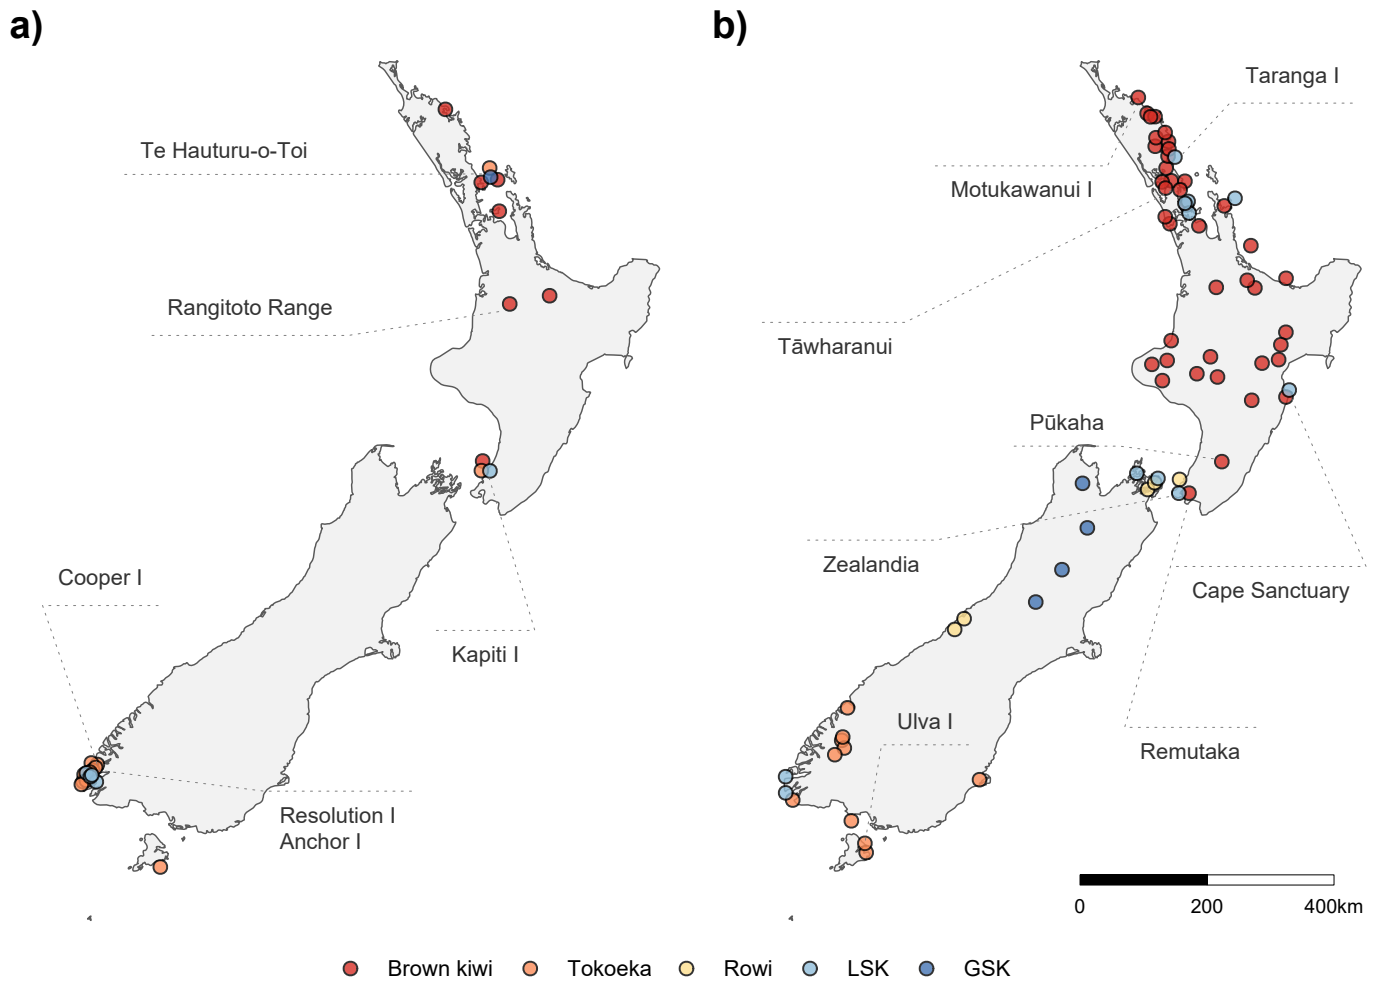 a)
Te Hauturu-o-Toi
Rangitoto Range
Cooper I
Kapiti I
Resolution I
Anchor I
b)
Taranga I
Motukawanui I
Tāwharanui
Pūkaha
Zealandia
Cape Sanctuary
Ulva I
Remutaka
0 200 400km
Brown kiwi Tokoeka Rowi LSK GSK